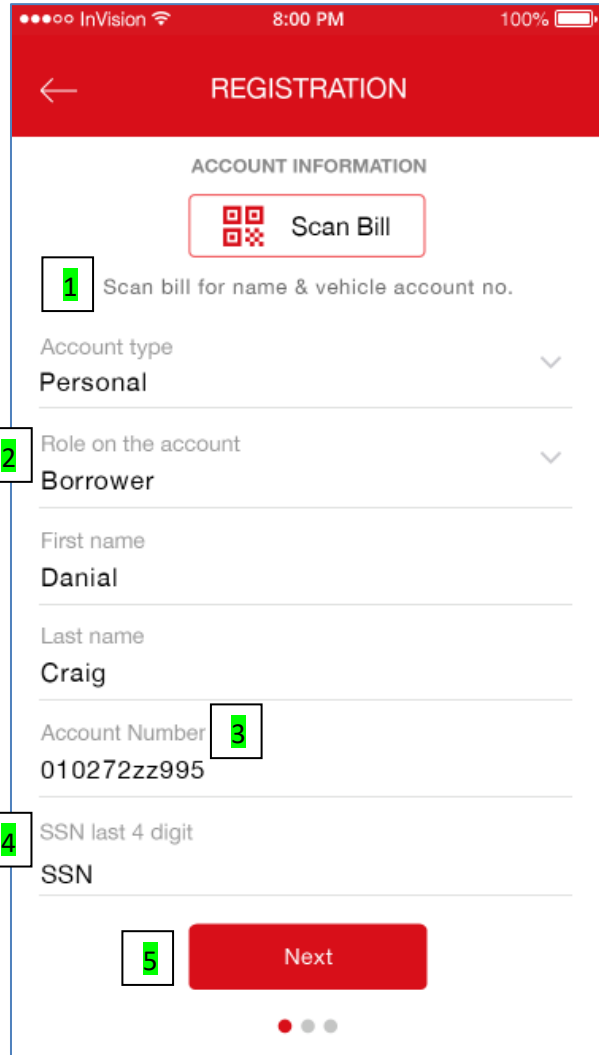 InVision 8:00 PM 100%
REGISTRATION
ACCOUNT INFORMATION
Scan Bill
1 Scan bill for name & vehicle account no.
Account type
Personal
2 Role on the account
Borrower
First name
Danial
Last name
Craig
Account Number 3
010272zz995
4 SSN last 4 digit
SSN
5 Next